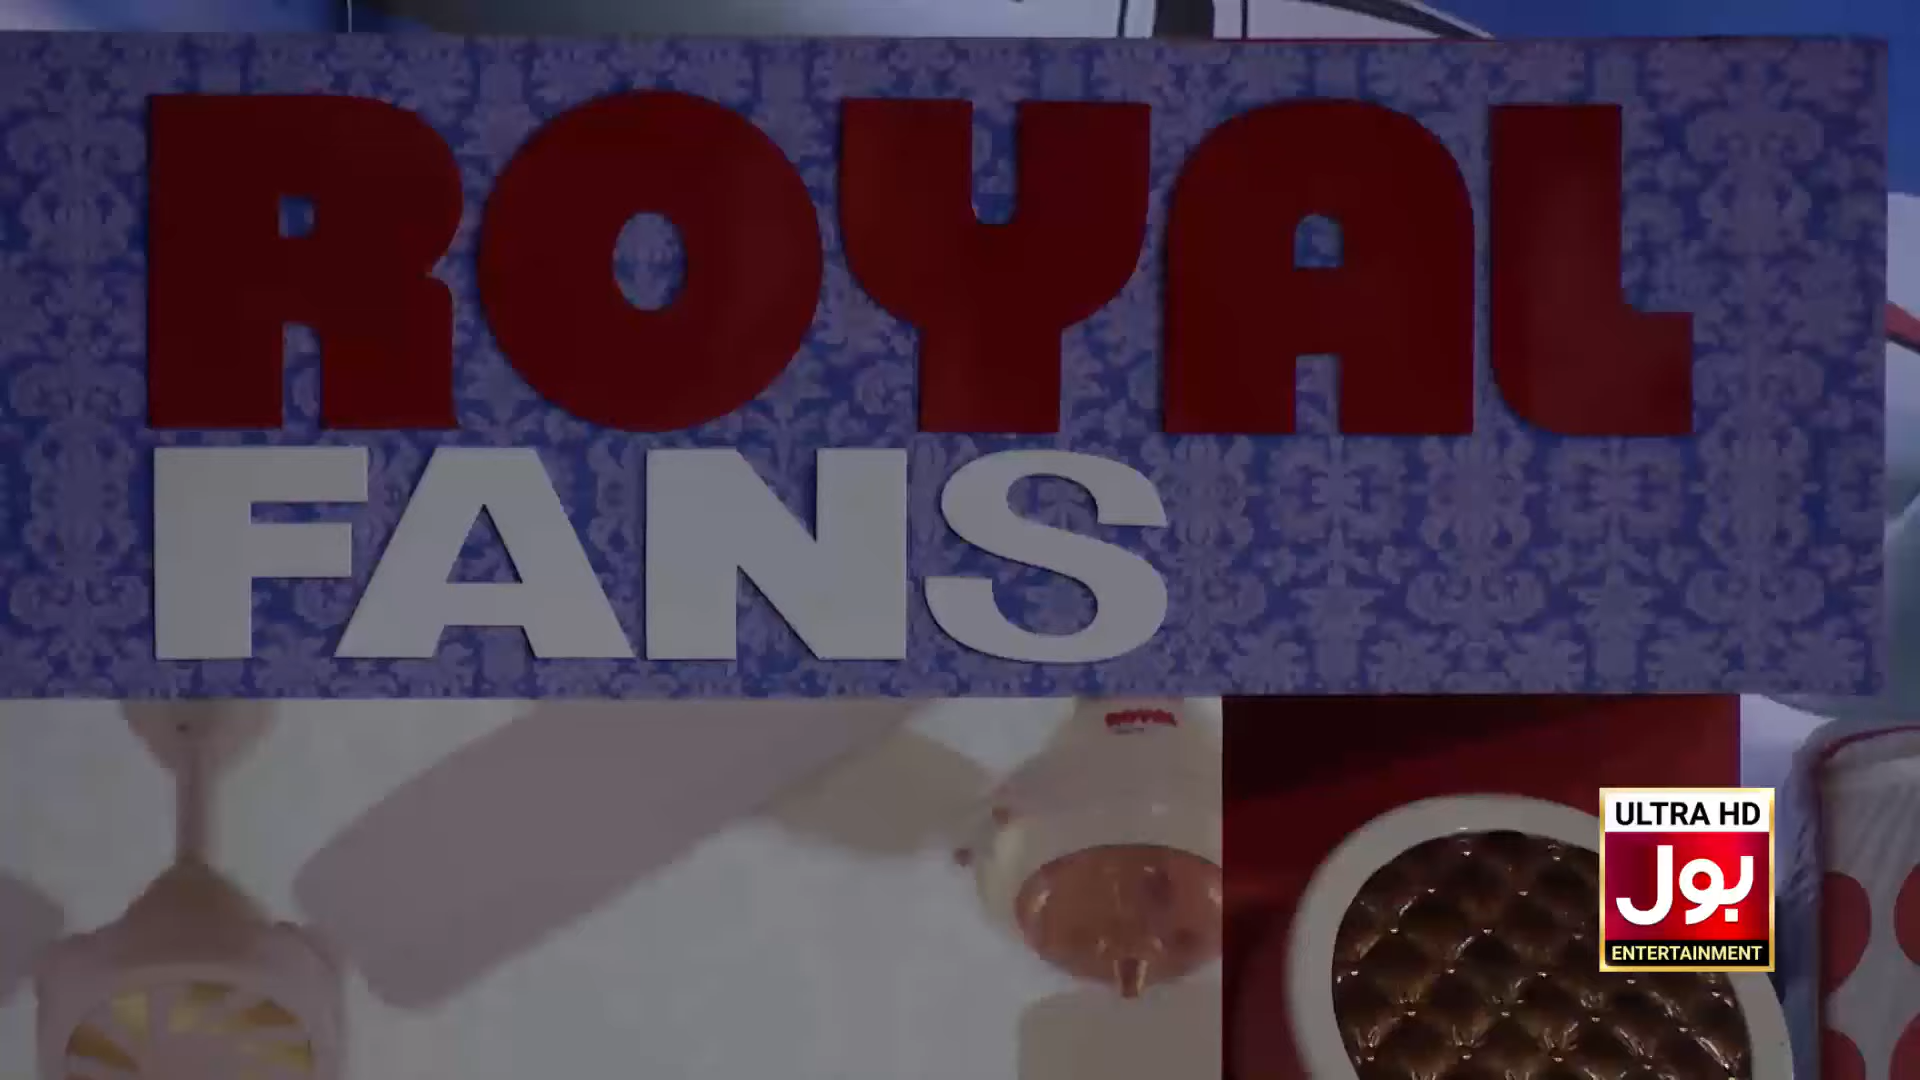 ROYAL
FANS
ROYAL
ULTRA HD
بول
ENTERTAINMENT